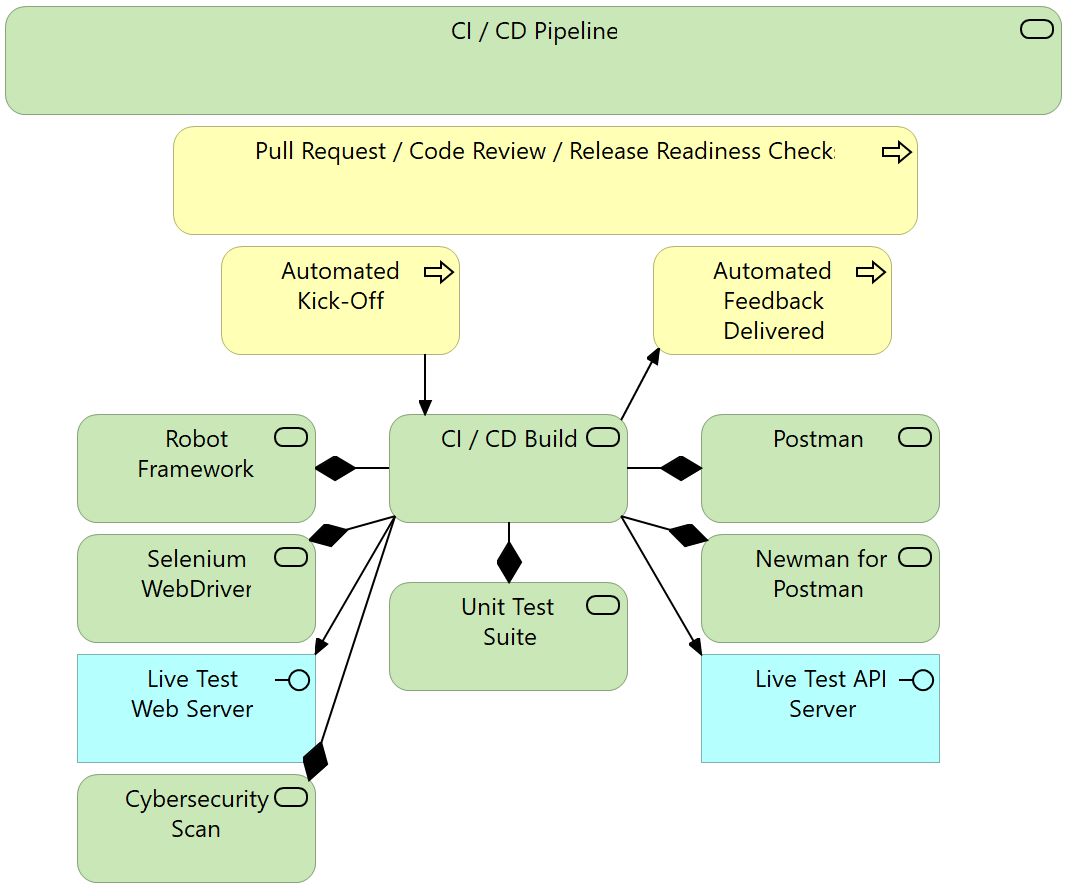 CI / CD Pipeline
Pull Request / Code Review / Release Readiness Check
Automated
Kick-Off
Automated
Feedback
Delivered
Robot
Framework
CI / CD Build
Postman
Selenium
WebDriver
Newman for
Postman
Unit Test
Suite
Live Test
Web Server
Live Test API
Server
Cybersecurity
Scan